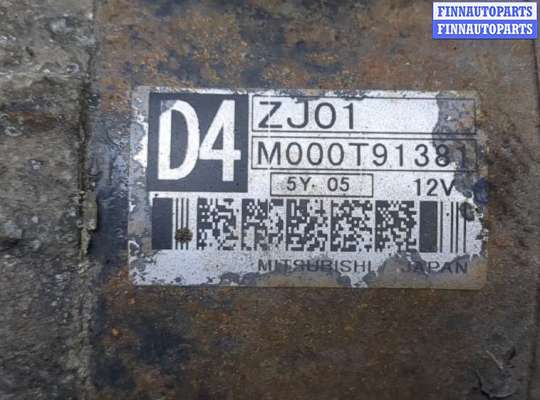 FINNAUTOPARTS
FINNAUTOPARTS
D4
ZJ01
M000T91381
5Y 05
12V
MITSUBISHI JAPAN